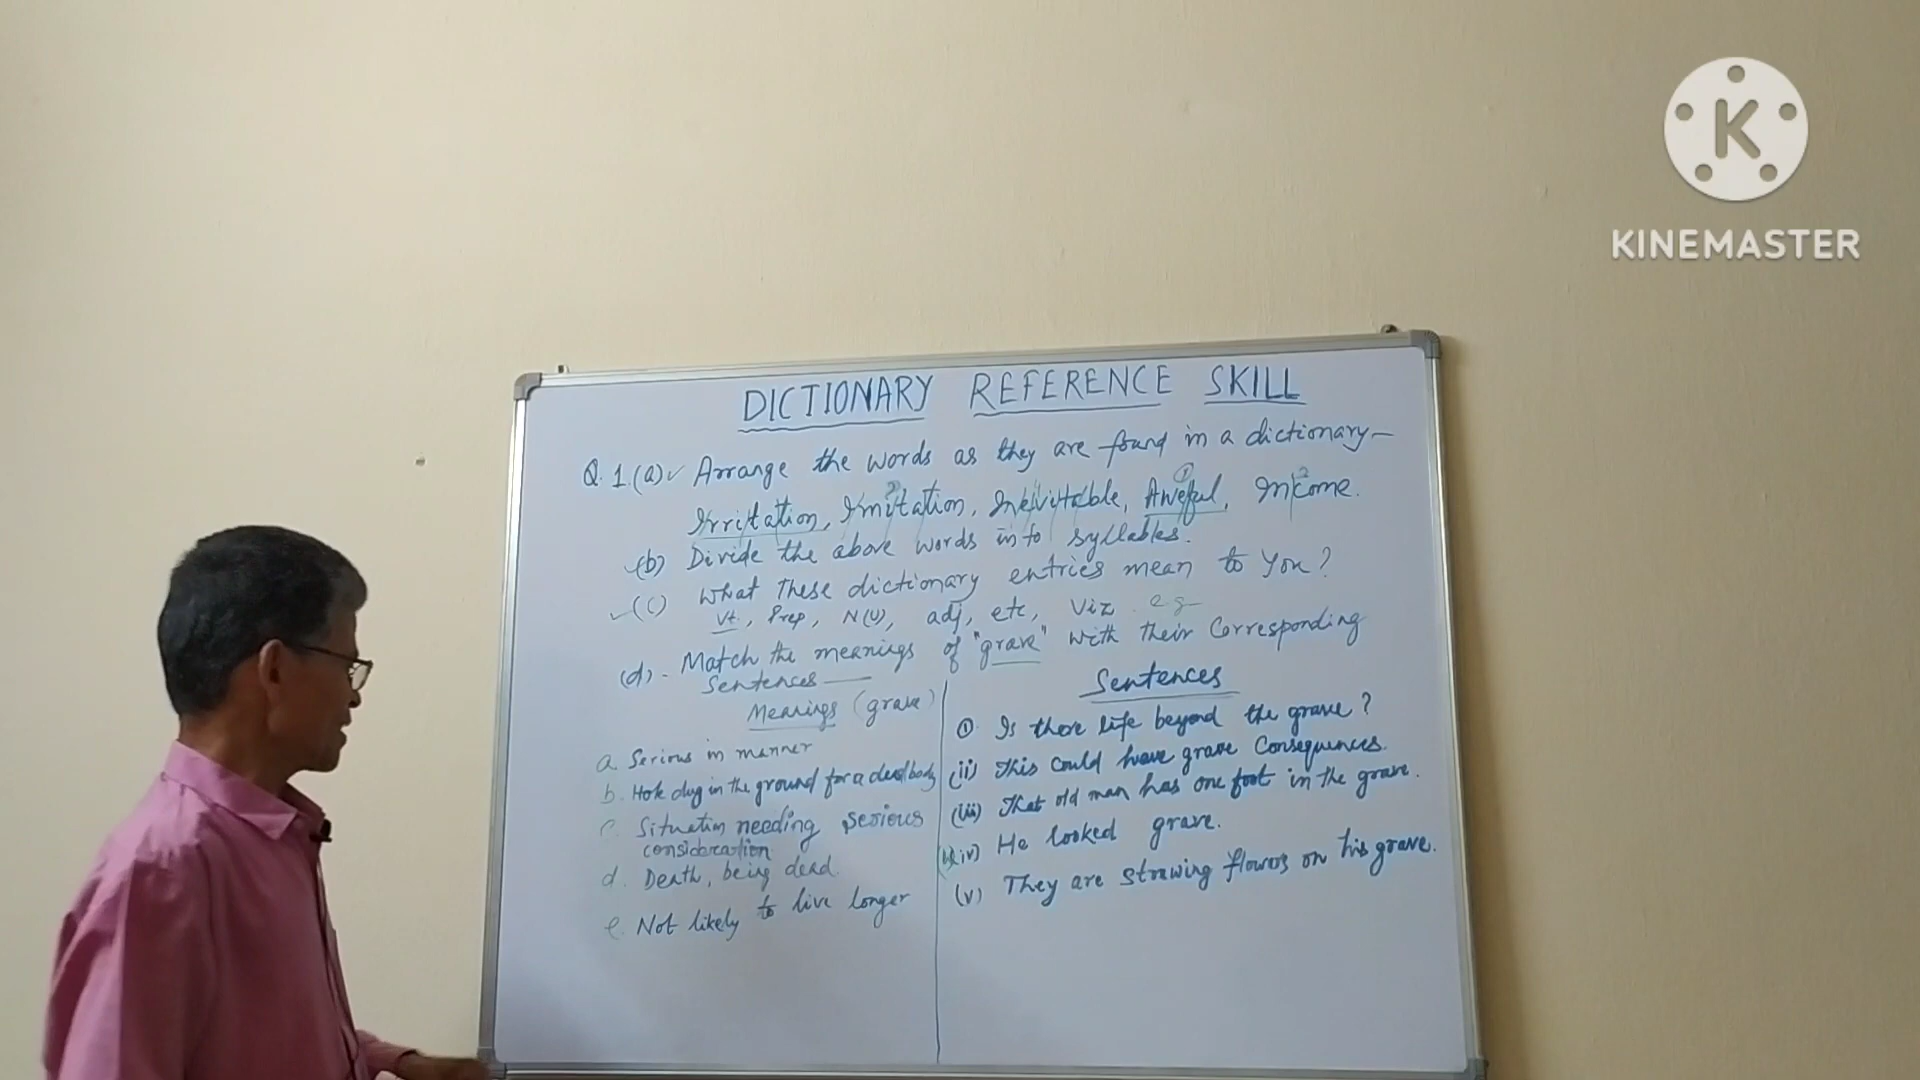 KINEMASTER
DICTIONARY REFERENCE SKILL
Q. 1.(a) Arrange the words as they are found in a dictionary—
Irritation, Imitation, Inevitable, Aweful, Income.
(b) Divide the above words into syllables.
(c) What these dictionary entries mean to You?
Vt., Prep, N(U), adj, etc, Viz. eg
(d). Match the meanings of "grave" with their Corresponding
Sentences —
Meanings (grave)
a. Serious in manner
b. Hole dug in the ground for a dead body
c. Situation needing serious
consideration
d. Death, being dead.
e. Not likely to live longer
Sentences
(i). Is there life beyond the grave?
(ii) This could have grave Consequences.
(iii) That old man has one foot in the grave.
(iv) He looked grave.
(v) They are strawing flowers on his grave.